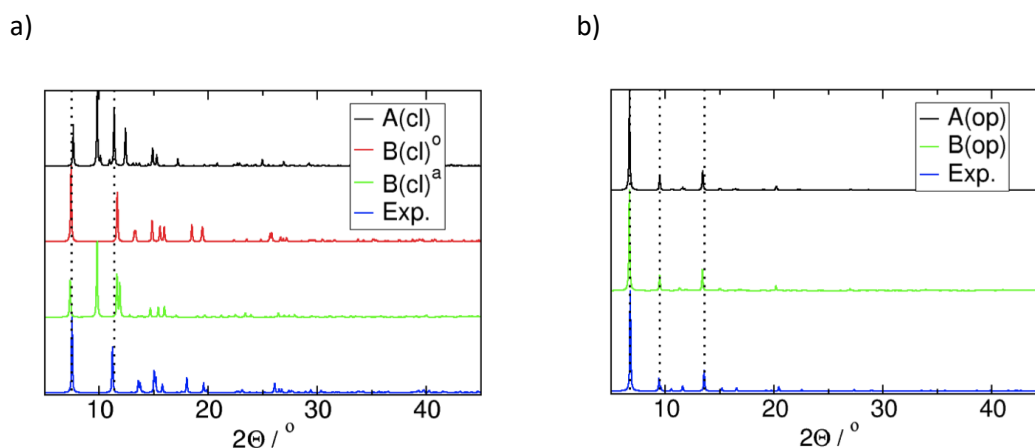 a)
A(cl)
B(cl)°
B(cl)ª
Exp.
10 20 30 40
2Θ / °
b)
A(op)
B(op)
Exp.
10 20 30 40
2Θ / °